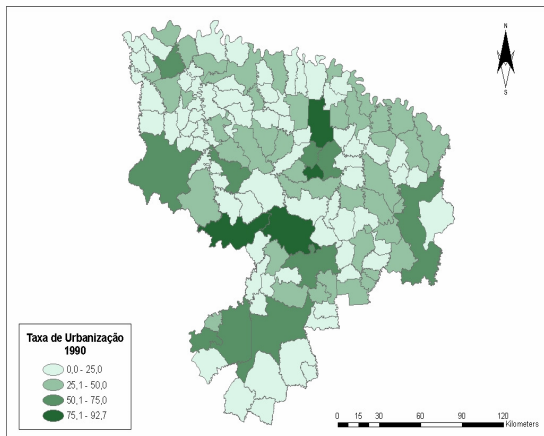 N
S
Taxa de Urbanização
1990
0,0 - 25,0
25,1 - 50,0
50,1 - 75,0
75,1 - 92,7
0 15 30 60 90 120
Kilometers